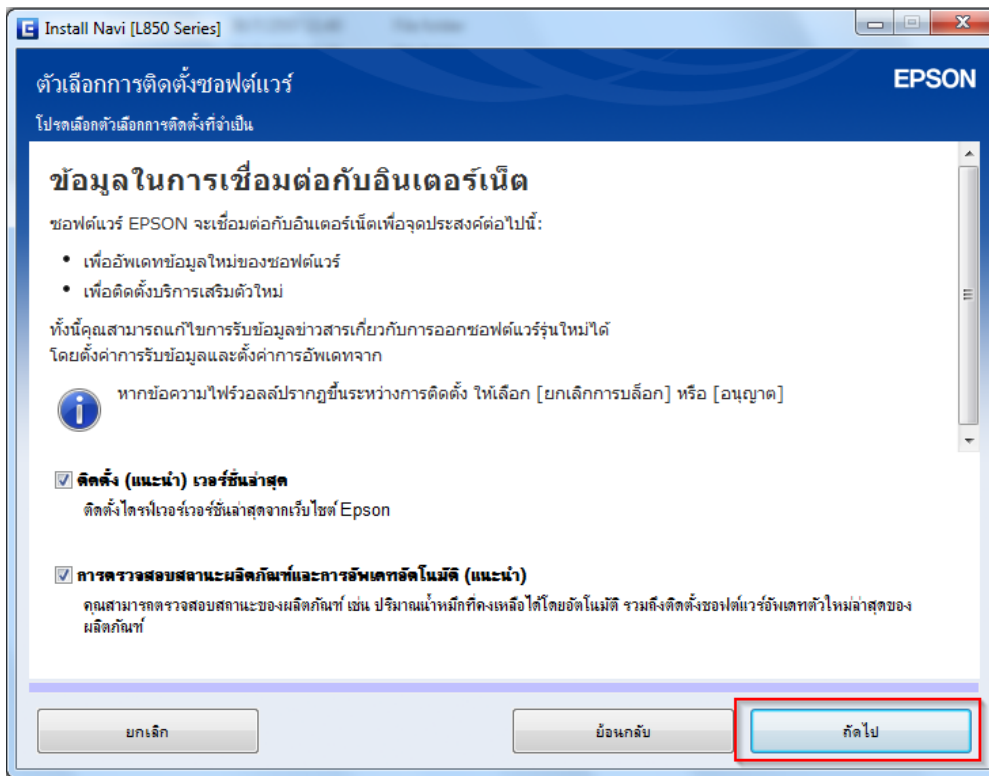 Install Navi [L850 Series]
ตัวเลือกการติดตั้งซอฟต์แวร์
EPSON
โปรดเลือกตัวเลือกการติดตั้งที่จำเป็น
ข้อมูลในการเชื่อมต่อกับอินเตอร์เน็ต
ซอฟต์แวร์ EPSON จะเชื่อมต่อกับอินเตอร์เน็ตเพื่อจุดประสงค์ต่อไปนี้:
• เพื่ออัพเดทข้อมูลใหม่ของซอฟต์แวร์
• เพื่อติดตั้งบริการเสริมตัวใหม่
ทั้งนี้คุณสามารถแก้ไขการรับข้อมูลข่าวสารเกี่ยวกับการออกซอฟต์แวร์รุ่นใหม่ได้
โดยตั้งค่าการรับข้อมูลและตั้งค่าการอัพเดทจาก
หากข้อความไฟร์วอลล์ปรากฏขึ้นระหว่างการติดตั้ง ให้เลือก [ยกเลิกการบล็อก] หรือ [อนุญาต]
ติดตั้ง (แนะนำ) เวอร์ชั่นล่าสุด
ติดตั้งไดรฟ์เวอร์เวอร์ชั่นล่าสุดจากเว็บไซต์ Epson
การตรวจสอบสถานะผลิตภัณฑ์และการอัพเดทอัตโนมัติ (แนะนำ)
คุณสามารถตรวจสอบสถานะของผลิตภัณฑ์ เช่น ปริมาณน้ำหมึกที่คงเหลือได้โดยอัตโนมัติ รวมถึงติดตั้งซอฟต์แวร์อัพเดทตัวใหม่ล่าสุดของ
ผลิตภัณฑ์
ยกเลิก
ย้อนกลับ
ถัดไป